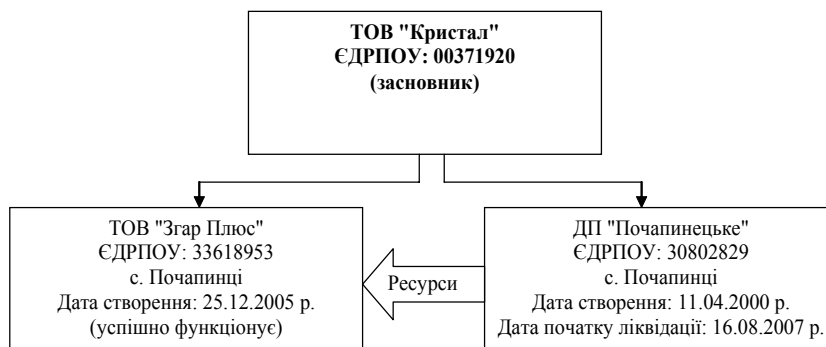 ТОВ "Кристал"
ЄДРПОУ: 00371920
(засновник)
ТОВ "Згар Плюс"
ЄДРПОУ: 33618953
с. Почапинці
Дата створення: 25.12.2005 р.
(успішно функціонує)
Ресурси
ДП "Почапинецьке"
ЄДРПОУ: 30802829
с. Почапинці
Дата створення: 11.04.2000 р.
Дата початку ліквідації: 16.08.2007 р.